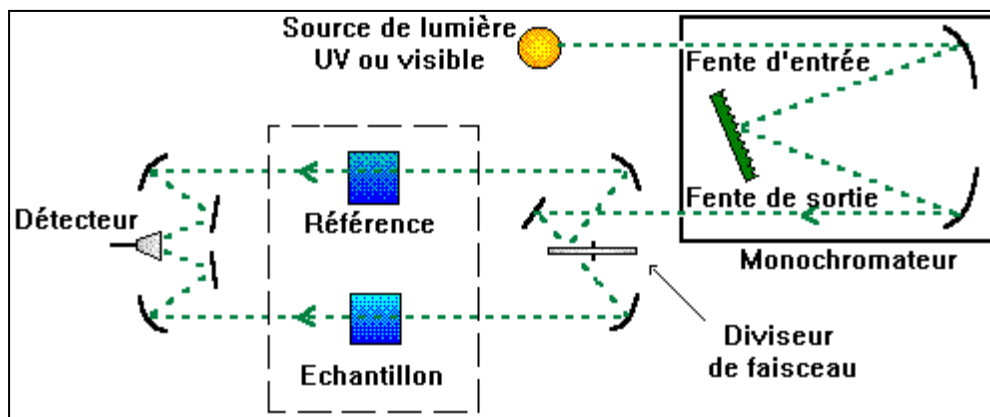 Source de lumière
UV ou visible
Fente d'entrée
Fente de sortie
Monochromateur
Détecteur
Référence
Echantillon
Diviseur
de faisceau